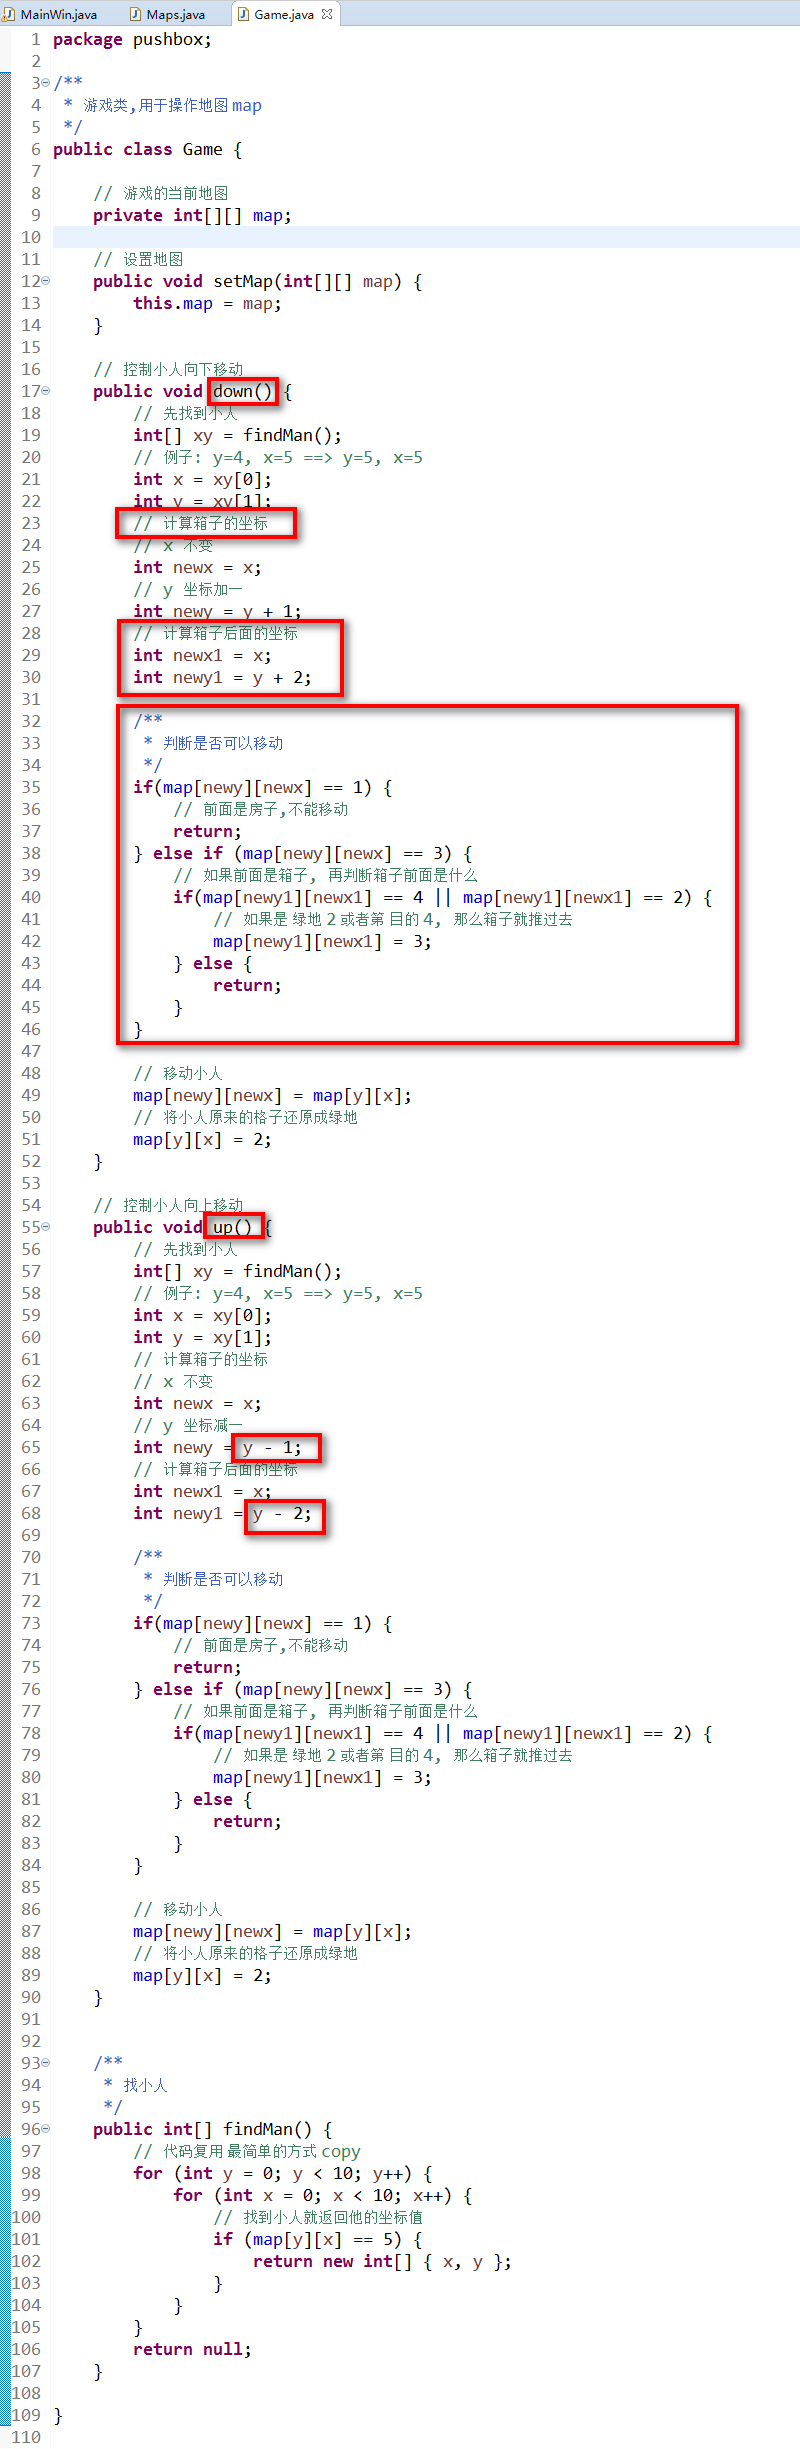 MainWin.java Maps.java Game.java
1 package pushbox;
2
3 /**
4 * 游戏类,用于操作地图 map
5 */
6 public class Game {
7
8 // 游戏的当前地图
9 private int[][] map;
10
11 // 设置地图
12 public void setMap(int[][] map) {
13 this.map = map;
14 }
15
16 // 控制小人向下移动
17 public void down() {
18 // 先找到小人
19 int[] xy = findMan();
20 // 例子: y=4, x=5 ==> y=5, x=5
21 int x = xy[0];
22 int y = xy[1];
23 // 计算箱子的坐标
24 // x 不变
25 int newx = x;
26 // y 坐标加一
27 int newy = y + 1;
28 // 计算箱子后面的坐标
29 int newx1 = x;
30 int newy1 = y + 2;
31
32 /**
33 * 判断是否可以移动
34 */
35 if(map[newy][newx] == 1) {
36 // 前面是房子,不能移动
37 return;
38 } else if (map[newy][newx] == 3) {
39 // 如果前面是箱子, 再判断箱子前面是什么
40 if(map[newy1][newx1] == 4 || map[newy1][newx1] == 2) {
41 // 如果是 绿地 2 或者第 目的 4, 那么箱子就推过去
42 map[newy1][newx1] = 3;
43 } else {
44 return;
45 }
46 }
47
48 // 移动小人
49 map[newy][newx] = map[y][x];
50 // 将小人原来的格子还原成绿地
51 map[y][x] = 2;
52 }
53
54 // 控制小人向上移动
55 public void up() {
56 // 先找到小人
57 int[] xy = findMan();
58 // 例子: y=4, x=5 ==> y=5, x=5
59 int x = xy[0];
60 int y = xy[1];
61 // 计算箱子的坐标
62 // x 不变
63 int newx = x;
64 // y 坐标减一
65 int newy = y - 1;
66 // 计算箱子后面的坐标
67 int newx1 = x;
68 int newy1 = y - 2;
69
70 /**
71 * 判断是否可以移动
72 */
73 if(map[newy][newx] == 1) {
74 // 前面是房子,不能移动
75 return;
76 } else if (map[newy][newx] == 3) {
77 // 如果前面是箱子, 再判断箱子前面是什么
78 if(map[newy1][newx1] == 4 || map[newy1][newx1] == 2) {
79 // 如果是 绿地 2 或者第 目的 4, 那么箱子就推过去
80 map[newy1][newx1] = 3;
81 } else {
82 return;
83 }
84 }
85
86 // 移动小人
87 map[newy][newx] = map[y][x];
88 // 将小人原来的格子还原成绿地
89 map[y][x] = 2;
90 }
91
92
93 /**
94 * 找小人
95 */
96 public int[] findMan() {
97 // 代码复用 最简单的方式 copy
98 for (int y = 0; y < 10; y++) {
99 for (int x = 0; x < 10; x++) {
100 // 找到小人就返回他的坐标值
101 if (map[y][x] == 5) {
102 return new int[] { x, y };
103 }
104 }
105 }
106 return null;
107 }
108
109 }
110